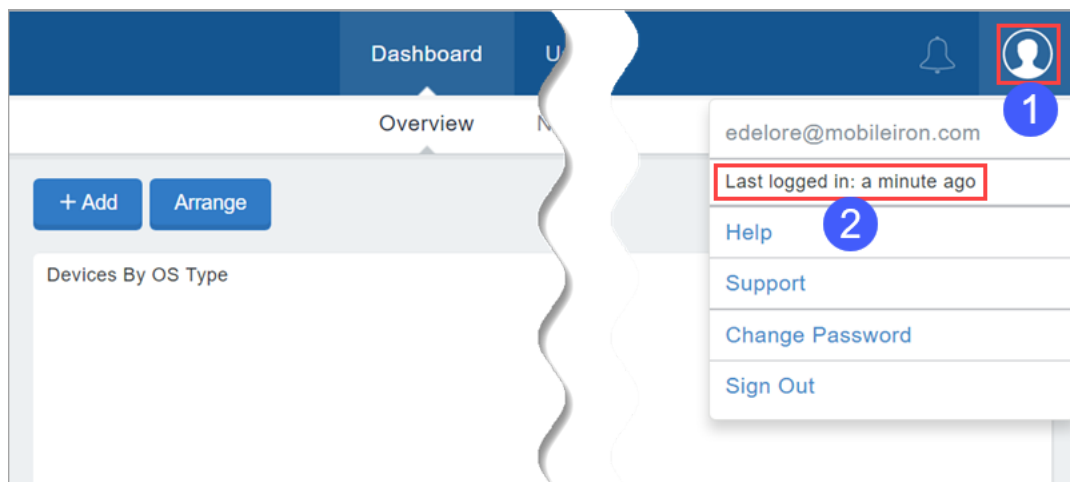 Dashboard
1
Overview
edelore@mobileiron.com
Last logged in: a minute ago
+ Add Arrange
2
Help
Devices By OS Type
Support
Change Password
Sign Out